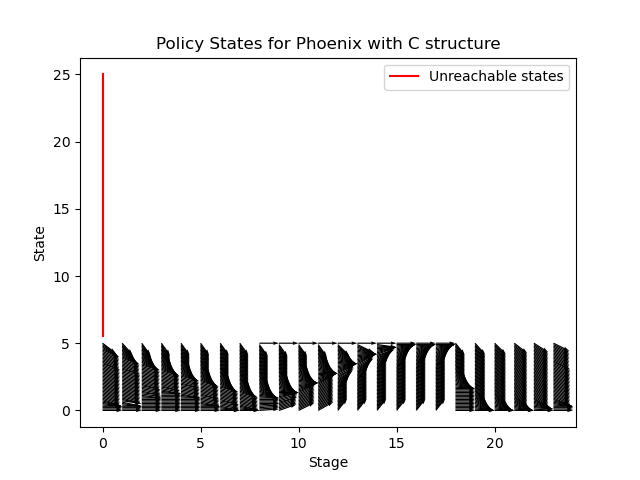 Policy States for Phoenix with C structure
Unreachable states
25
20
15
10
5
0
State
0 5 10 15 20
Stage